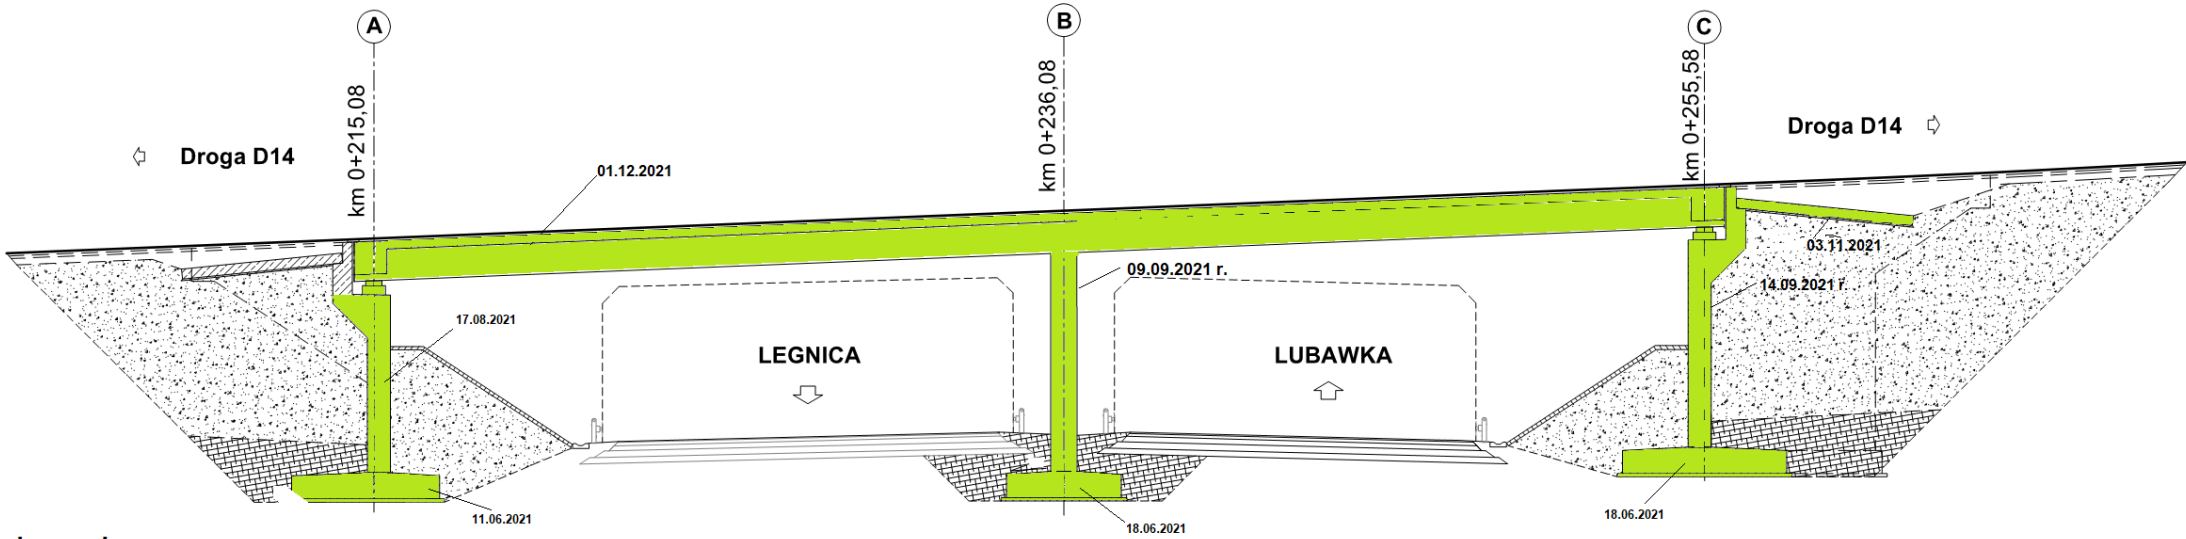 A
B
C
km 0+215,08
km 0+236,08
km 0+255,58
Droga D14
Droga D14
01.12.2021
03.11.2021
09.09.2021 r.
14.09.2021 r.
17.08.2021
LEGNICA
LUBAWKA
11.06.2021
18.06.2021
18.06.2021